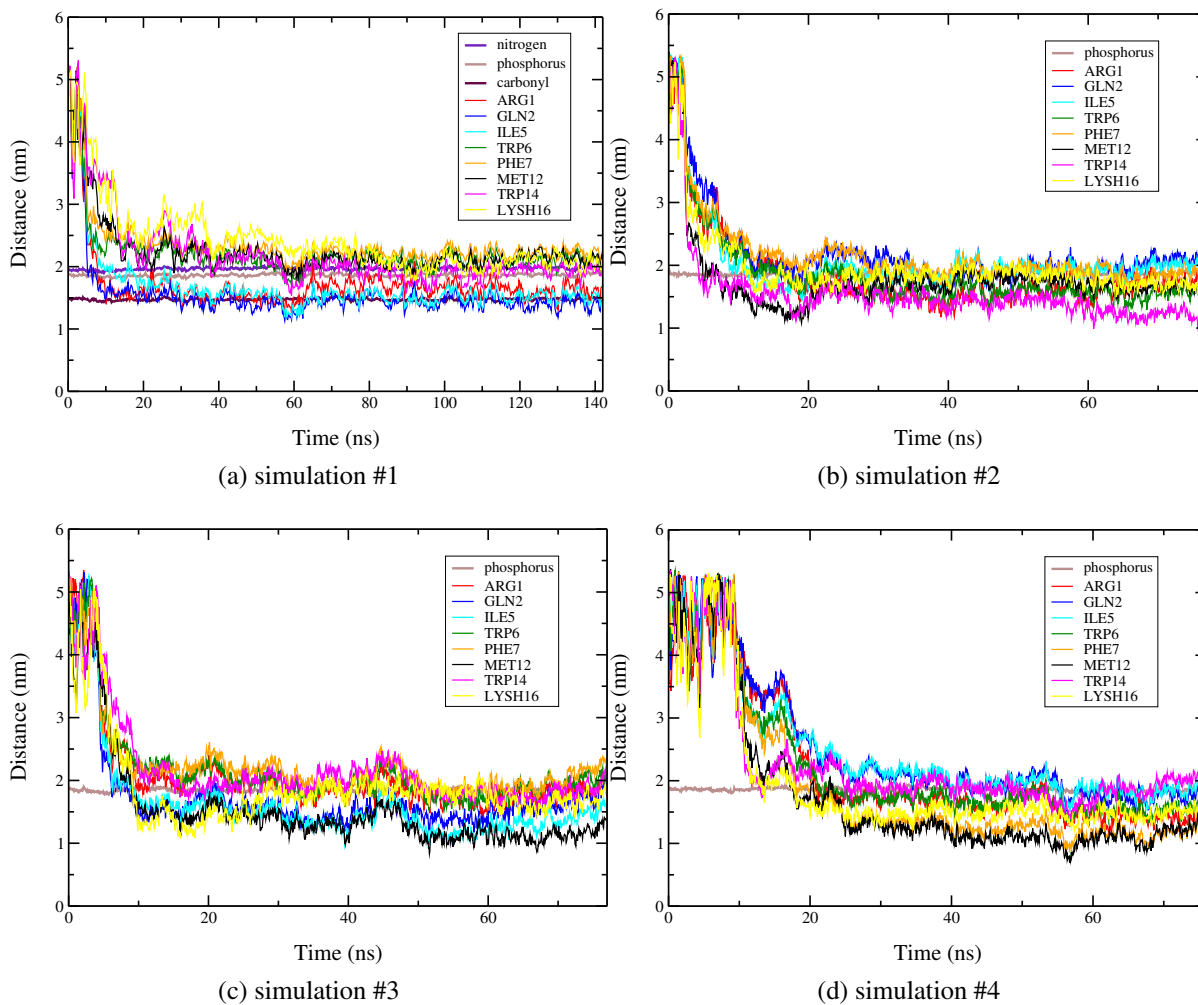 6
5
4
3
2
1
0
Distance (nm)
0 20 40 60 80 100 120 140
Time (ns)
nitrogen
phosphorus
carbonyl
ARG1
GLN2
ILE5
TRP6
PHE7
MET12
TRP14
LYSH16
(a) simulation #1
6
5
4
3
2
1
0
Distance (nm)
0 20 40 60
Time (ns)
phosphorus
ARG1
GLN2
ILE5
TRP6
PHE7
MET12
TRP14
LYSH16
(b) simulation #2
6
5
4
3
2
1
0
Distance (nm)
0 20 40 60
Time (ns)
phosphorus
ARG1
GLN2
ILE5
TRP6
PHE7
MET12
TRP14
LYSH16
(c) simulation #3
6
5
4
3
2
1
0
Distance (nm)
0 20 40 60
Time (ns)
phosphorus
ARG1
GLN2
ILE5
TRP6
PHE7
MET12
TRP14
LYSH16
(d) simulation #4